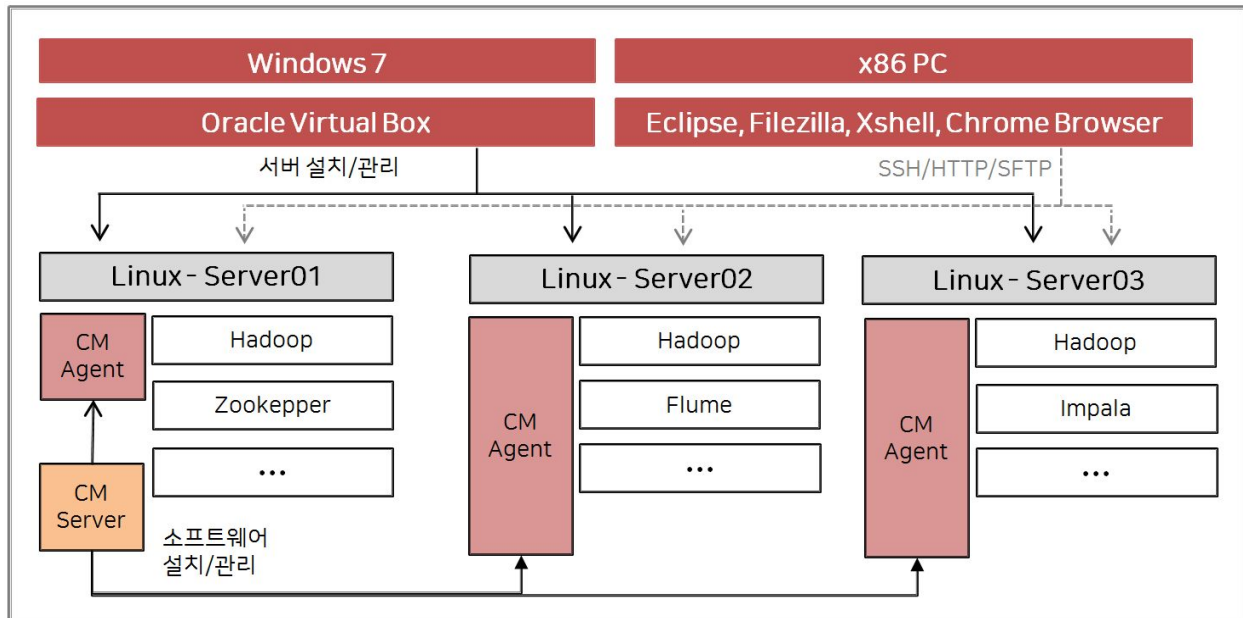 Windows 7
x86 PC
Oracle Virtual Box
Eclipse, Filezilla, Xshell, Chrome Browser
서버 설치/관리
SSH/HTTP/SFTP
Linux - Server01
Linux - Server02
Linux - Server03
CM
Agent
Hadoop
Zookepper
...
CM
Server
소프트웨어
설치/관리
CM
Agent
Hadoop
Flume
...
CM
Agent
Hadoop
Impala
...